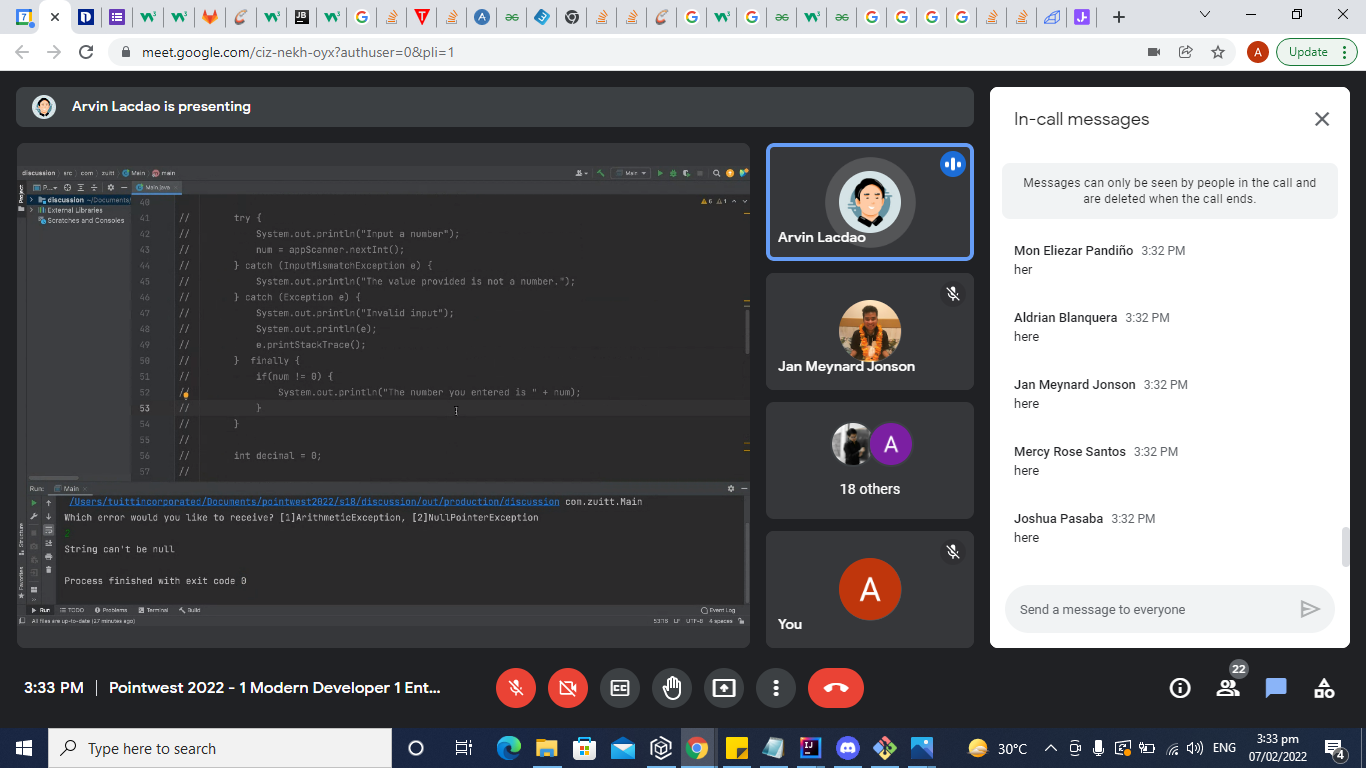 meet.google.com/ciz-nekh-oyx?authuser=0&pli=1
A
Update
Arvin Lacdao is presenting
discussion
src
com
zuitt
Main
main
Main
P...
Main.java
Project
discussion ~/Documents/
External Libraries
Scratches and Consoles
6 1
40
41 // try {
42 // System.out.println("Input a number");
43 // num = appScanner.nextInt();
44 // } catch (InputMismatchException e) {
45 // System.out.println("The value provided is not a number.");
46 // } catch (Exception e) {
47 // System.out.println("Invalid input");
48 // System.out.println(e);
49 // e.printStackTrace();
50 // } finally {
51 // if(num != 0) {
52 // System.out.println("The number you entered is " + num);
53 // }
54 // }
55 //
56 // int decimal = 0;
57 //
Run: Main
/Users/tuittincorporated/Documents/pointwest2022/s18/discussion/out/production/discussion com.zuitt.Main
Which error would you like to receive? [1]ArithmeticException, [2]NullPointerException
2
String can't be null
Process finished with exit code 0
Structure
Favorites
Run TODO Problems Terminal Build Event Log
All files are up-to-date (17 minutes ago) 53:18 LF UTF-8 4 spaces
Arvin Lacdao
Jan Meynard Jonson
A
18 others
A
You
In-call messages
Messages can only be seen by people in the call and
are deleted when the call ends.
Mon Eliezar Pandiño 3:32 PM
her
Aldrian Blanquera 3:32 PM
here
Jan Meynard Jonson 3:32 PM
here
Mercy Rose Santos 3:32 PM
here
Joshua Pasaba 3:32 PM
here
Send a message to everyone
3:33 PM | Pointwest 2022 - 1 Modern Developer 1 Ent...
22
Type here to search
30°C
ENG
3:33 pm
07/02/2022
4